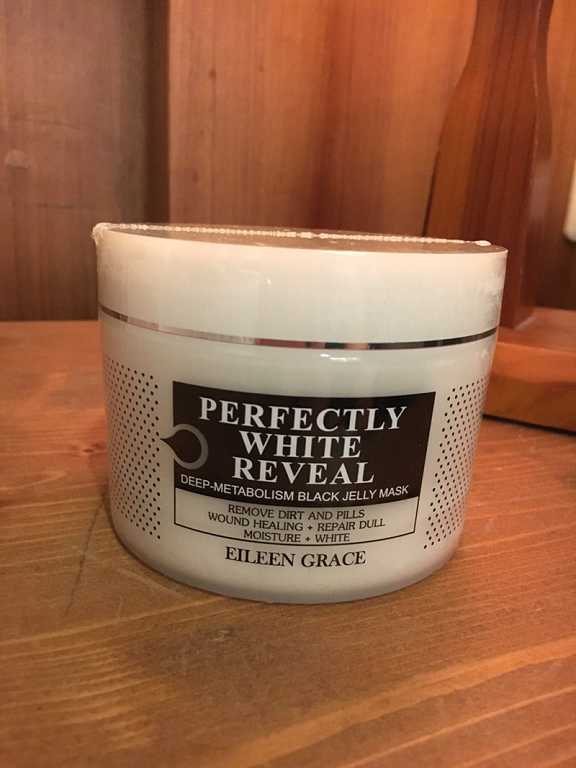 PERFECTLY
WHITE
REVEAL
DEEP-METABOLISM BLACK JELLY MASK
REMOVE DIRT AND PILLS
WOUND HEALING + REPAIR DULL
MOISTURE + WHITE
EILEEN GRACE